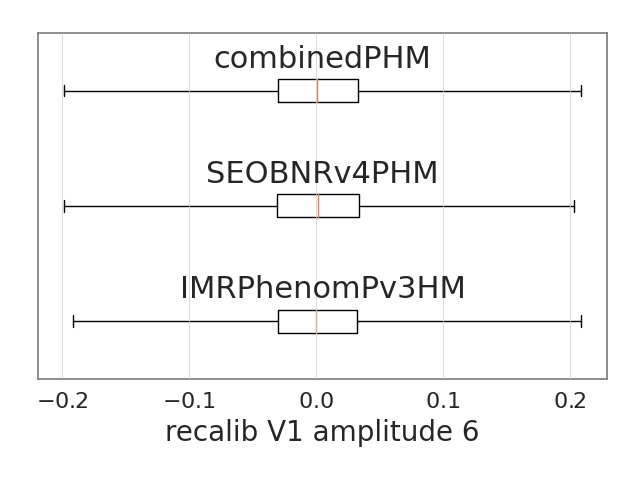 combinedPHM
SEOBNRv4PHM
IMRPhenomPv3HM
−0.2 −0.1 0.0 0.1 0.2
recalib V1 amplitude 6